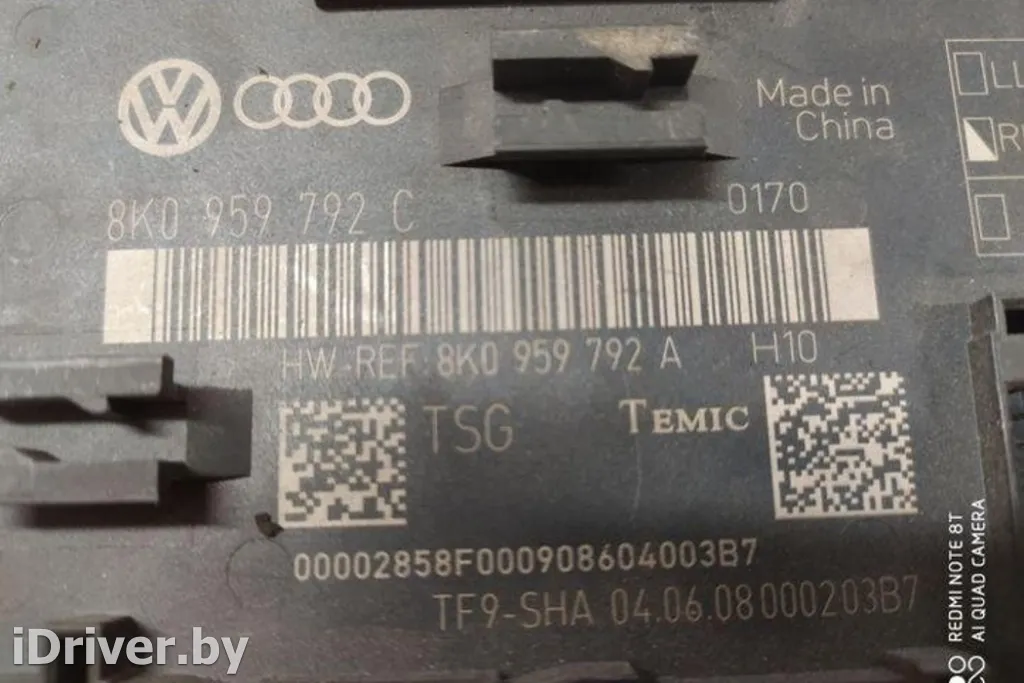 Made in
China
8K0 959 792 C 0170
HW-REF 8K0 959 792 A H10
TSG TEMIC
00002858F000908604003B7
TF9-SHA 04.06.08000203B7
iDriver.by
REDMI NOTE 8T
AI QUAD CAMERA